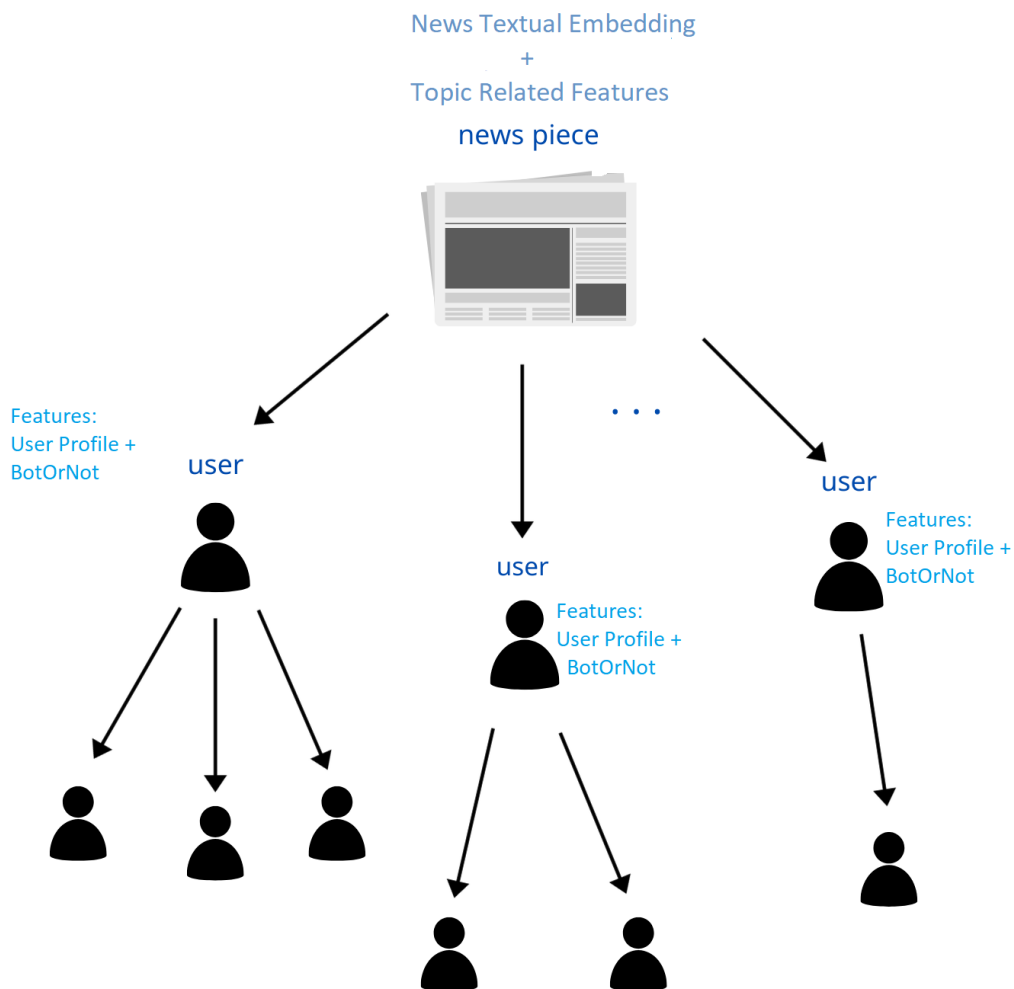 News Textual Embedding
+
Topic Related Features
news piece
. . .
Features:
User Profile +
BotOrNot
user
user
Features:
User Profile +
BotOrNot
user
Features:
User Profile +
BotOrNot